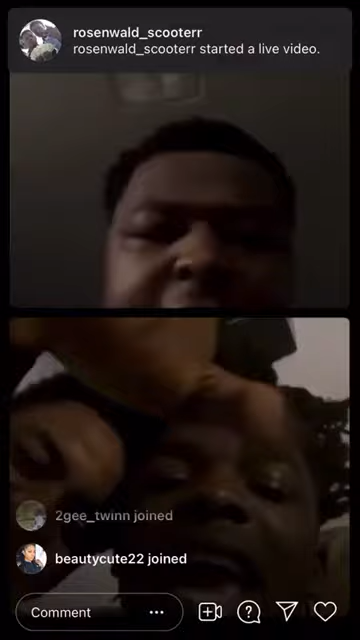 rosenwald_scooterr
rosenwald_scooterr started a live video.
2gee_twinn joined
beautycute22 joined
Comment